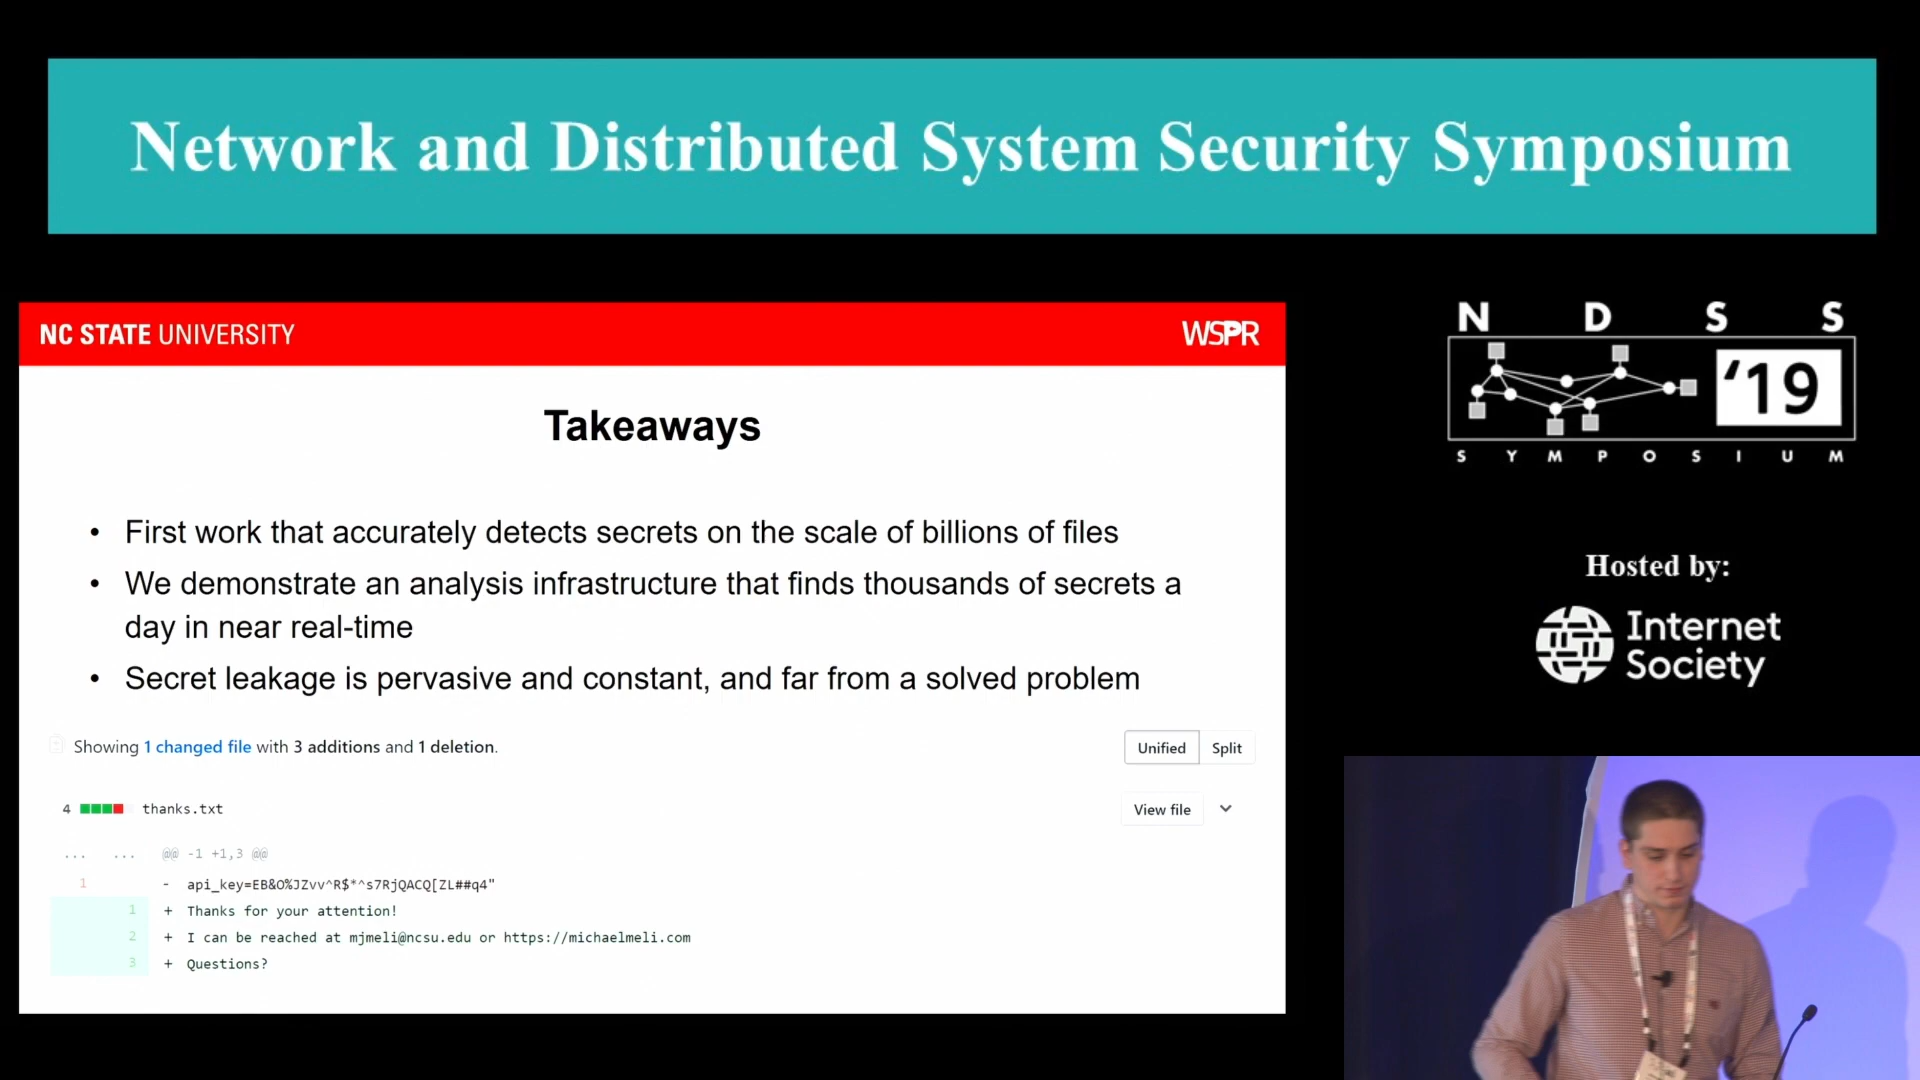 Network and Distributed System Security Symposium
NC STATE UNIVERSITY
WSPR
Takeaways
• First work that accurately detects secrets on the scale of billions of files
• We demonstrate an analysis infrastructure that finds thousands of secrets a
day in near real-time
• Secret leakage is pervasive and constant, and far from a solved problem
Showing 1 changed file with 3 additions and 1 deletion.
Unified Split
4 thanks.txt
View file
... ... @@ -1 +1,3 @@
1 - api_key=EB&O%JZvv^R$*^s7RjQACQ[ZL##q4"
1 + Thanks for your attention!
2 + I can be reached at mjmeli@ncsu.edu or https://michaelmeli.com
3 + Questions?
N D S S
'19
S Y M P O S I U M
Hosted by:
Internet
Society